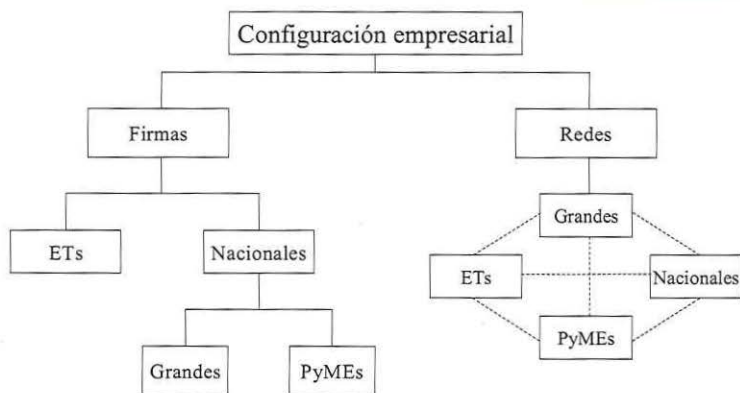 Configuración empresarial
Firmas
Redes
ETs
Nacionales
Grandes
PyMEs
Grandes
ETs
Nacionales
PyMEs